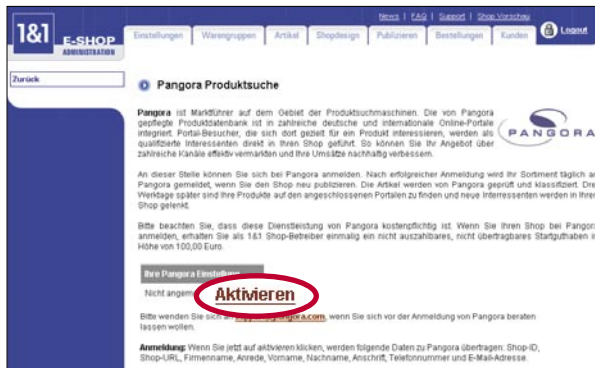 News | FAQ | Support | Shop Vorschau
1&1 E-SHOP
ADMINISTRATION
Einstellungen Warengruppen Artikel Shopdesign Publizieren Bestellungen Kunden Logout
Zurück
Pangora Produktsuche
Pangora ist Marktführer auf dem Gebiet der Produktsuchmaschinen. Die von Pangora
gepflegte Produktdatenbank ist in zahlreiche deutsche und internationale Online-Portale
integriert. Portal-Besucher, die sich dort gezielt für ein Produkt interessieren, werden als
qualifizierte Interessenten direkt in Ihren Shop geführt. So können Sie Ihr Angebot über
zahlreiche Kanäle effektiv vermarkten und Ihre Umsätze nachhaltig verbessern.
PANGORA
An dieser Stelle können Sie sich bei Pangora anmelden. Nach erfolgreicher Anmeldung wird Ihr Sortiment täglich an
Pangora gemeldet, wenn Sie den Shop neu publizieren. Die Artikel werden von Pangora geprüft und klassifiziert. Drei
Werktage später sind Ihre Produkte auf den angeschlossenen Portalen zu finden und neue Interressenten werden in Ihren
Shop gelenkt.
Bitte beachten Sie, dass diese Dienstleistung von Pangora kostenpflichtig ist. Wenn Sie Ihren Shop bei Pangora
anmelden, erhalten Sie als 1&1 Shop-Betreiber einmalig ein nicht auszahlbares, nicht übertragbares Startguthaben in
Höhe von 100,00 Euro.
Ihre Pangora Einstellung
Nicht angem
Aktivieren
Bitte wenden Sie sich an gora.com, wenn Sie sich vor der Anmeldung von Pangora beraten
lassen wollen.
Anmeldung: Wenn Sie jetzt auf aktivieren klicken, werden folgende Daten zu Pangora übertragen: Shop-ID,
Shop-URL, Firmenname, Anrede, Vorname, Nachname, Anschrift, Telefonnummer und E-Mail-Adresse.